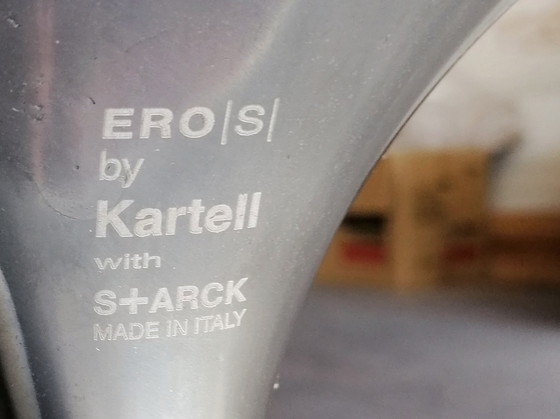 ERO|S|
by
Kartell
with
S+ARCK
MADE IN ITALY